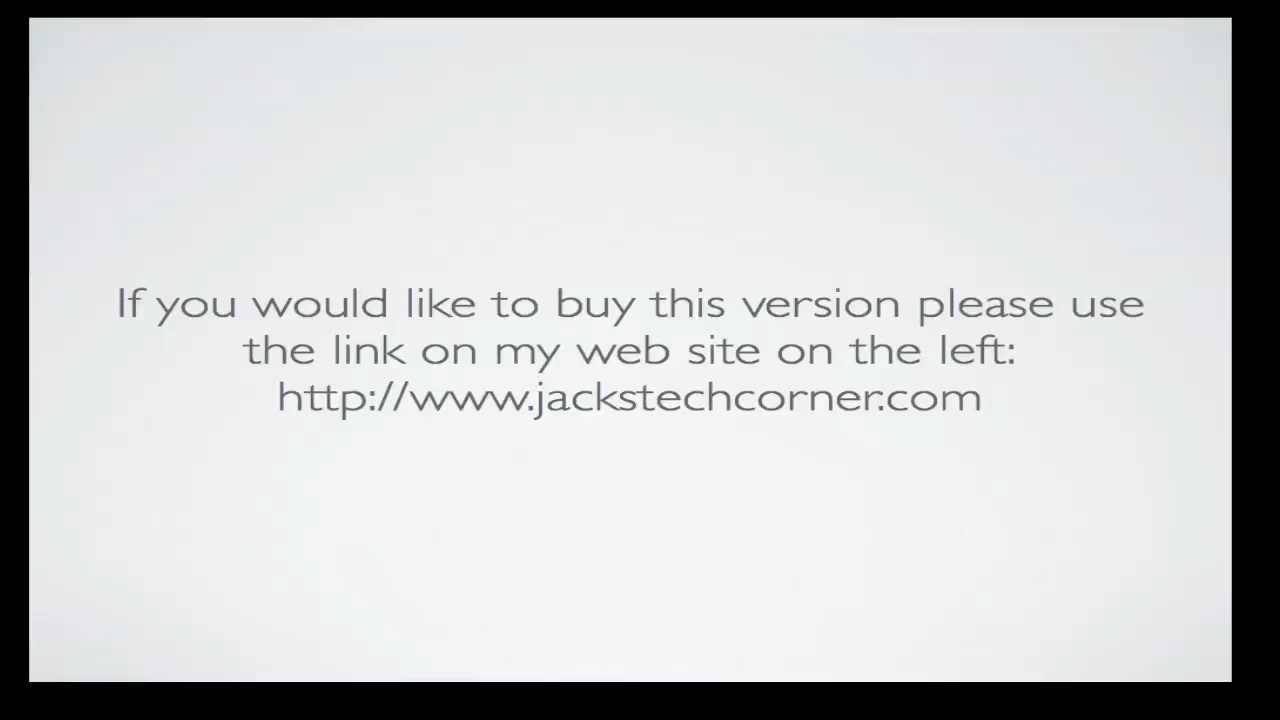 If you would like to buy this version please use
the link on my web site on the left:
http://www.jackstechcorner.com